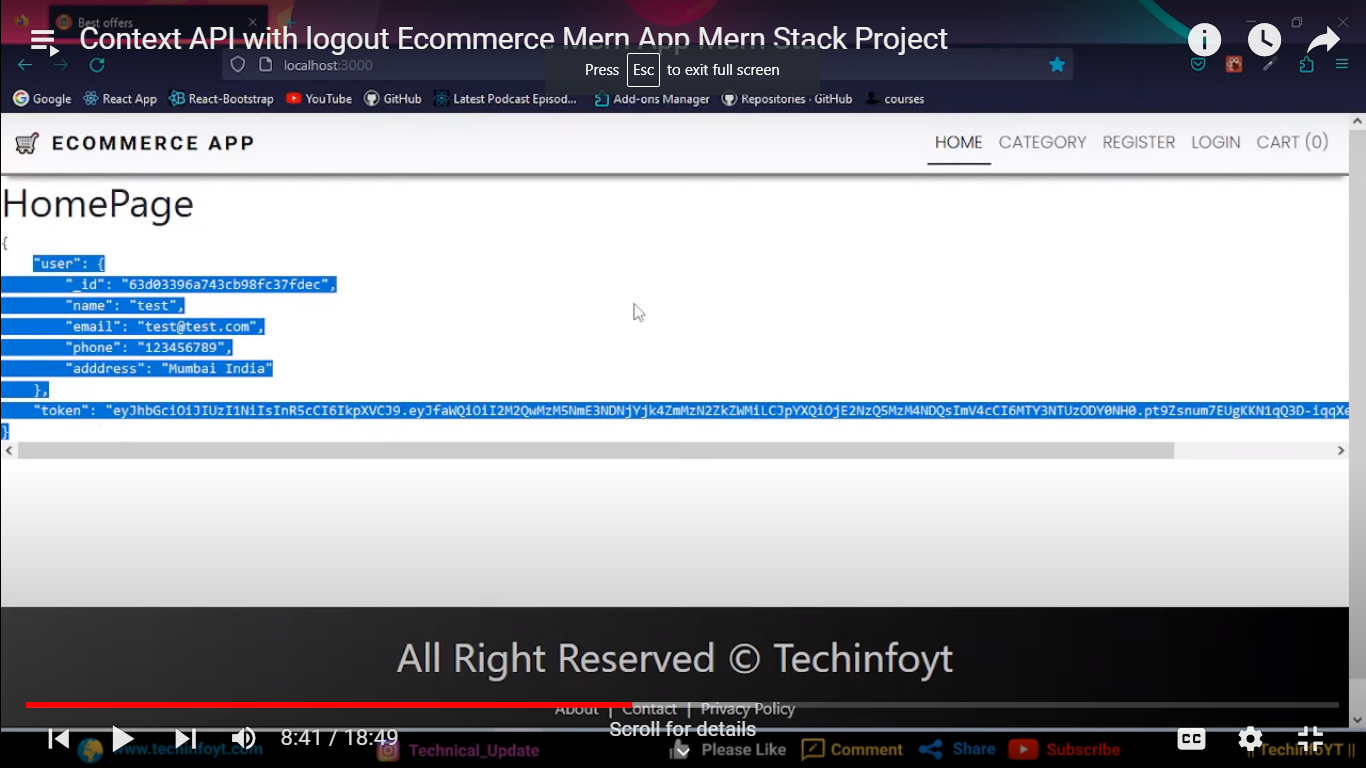 Best offers
Context API with logout Ecommerce Mern App Mern Stack Project
localhost:3000
Press Esc to exit full screen
Google React App React-Bootstrap YouTube GitHub Latest Podcast Episod... Add-ons Manager Repositories · GitHub courses
ECOMMERCE APP HOME CATEGORY REGISTER LOGIN CART (0)
HomePage
{
"user": {
"_id": "63d03396a743cb98fc37fdec",
"name": "test",
"email": "test@test.com",
"phone": "123456789",
"adddress": "Mumbai India"
},
"token":
}
All Right Reserved © Techinfoyt
About | Contact | Privacy Policy
Scroll for details
8:41 / 18:49 CC
www.techinfoyt.com Technical_Update Please Like Comment Share Subscribe || TechinfoYT ||